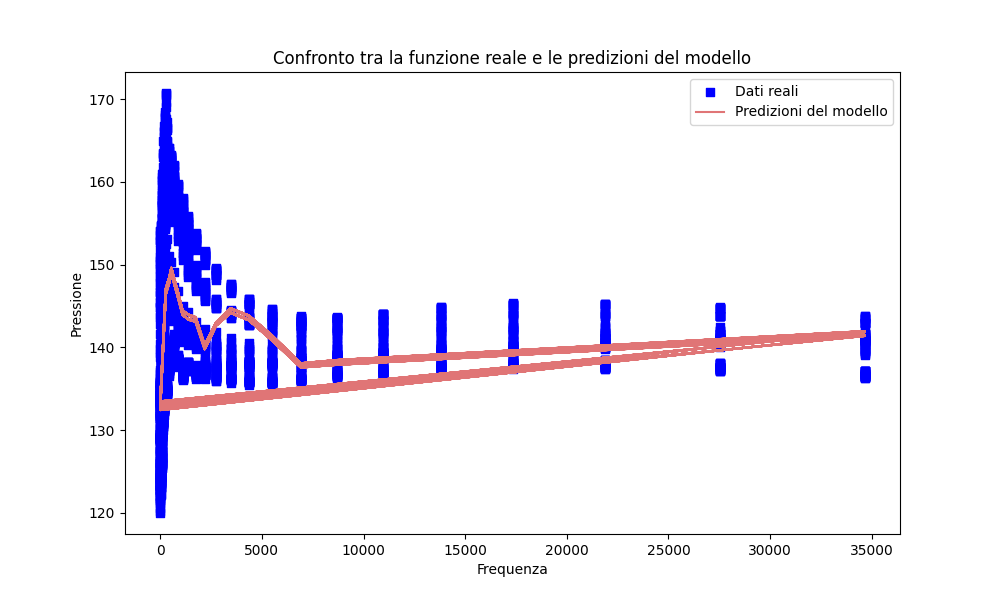 Confronto tra la funzione reale e le predizioni del modello
Dati reali
Predizioni del modello
Pressione
170
160
150
140
130
120
0 5000 10000 15000 20000 25000 30000 35000
Frequenza